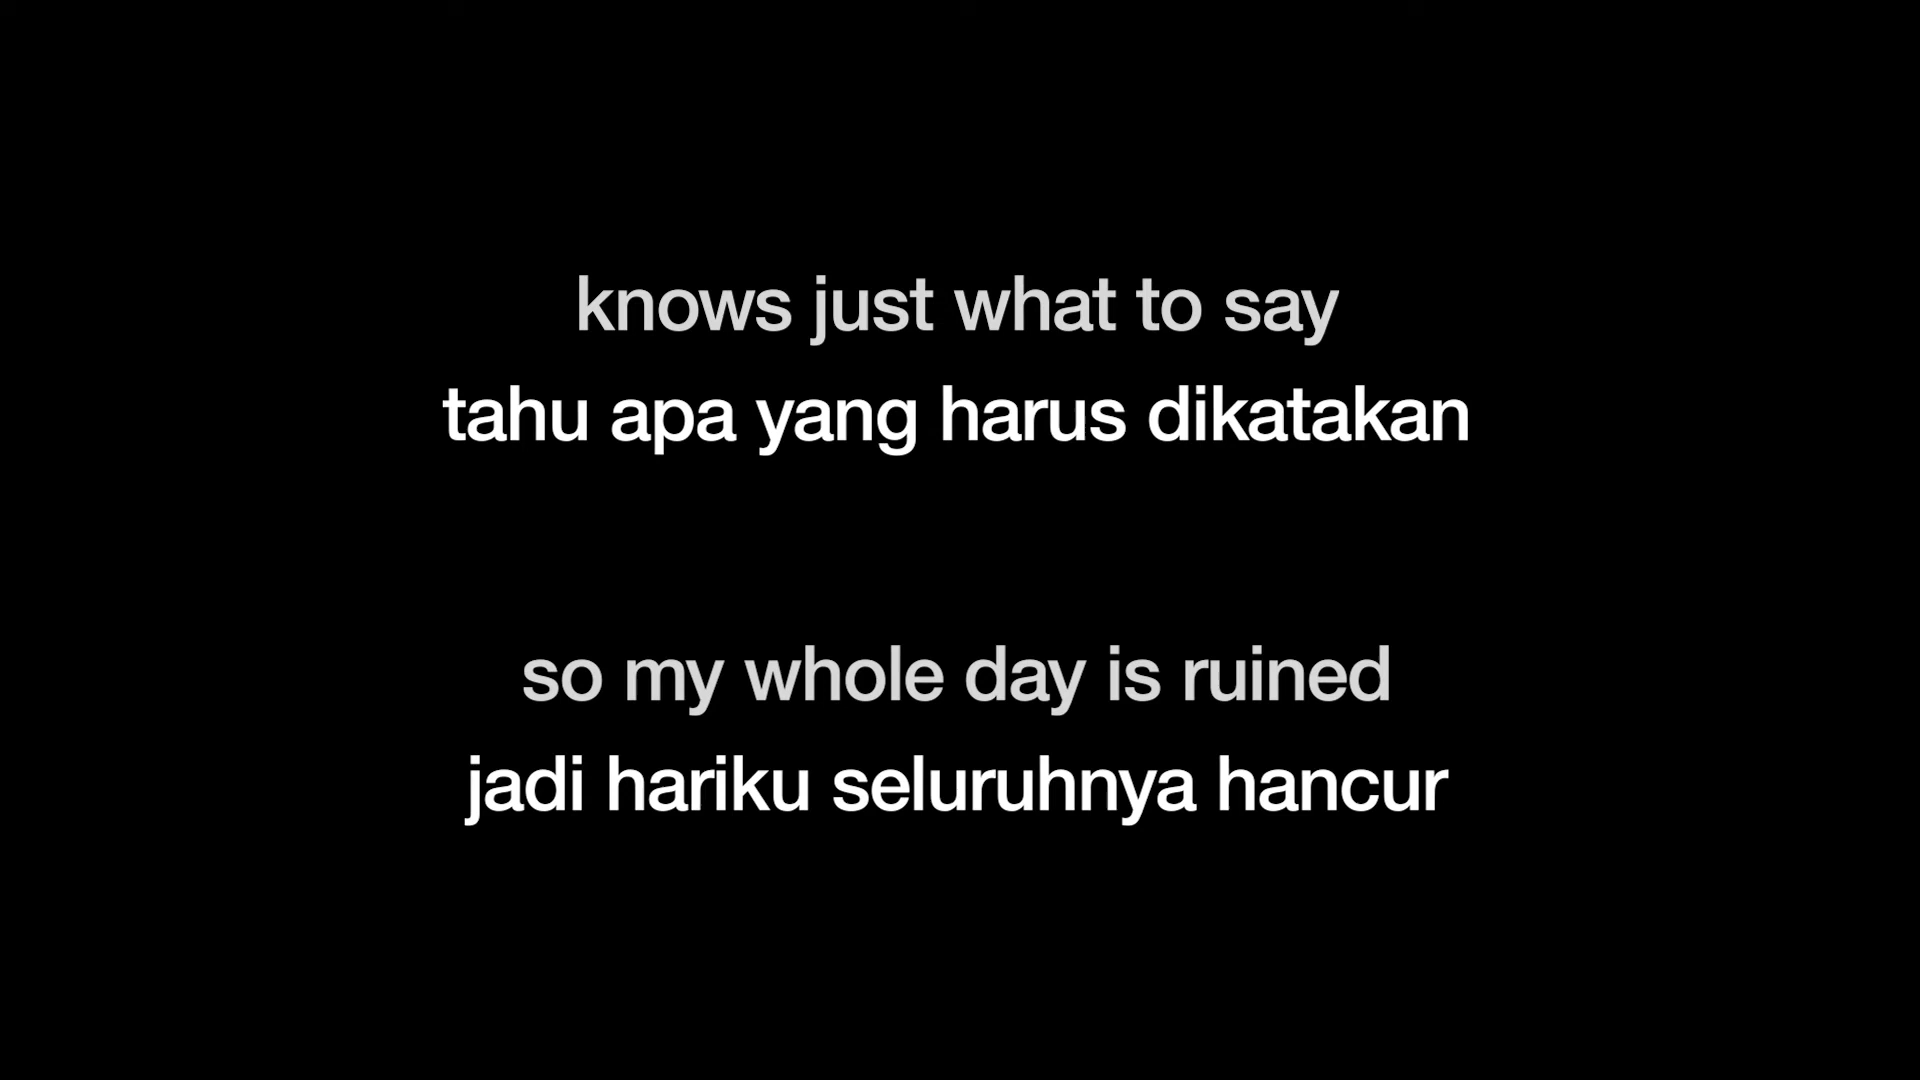 knows just what to say
tahu apa yang harus dikatakan
so my whole day is ruined
jadi hariku seluruhnya hancur